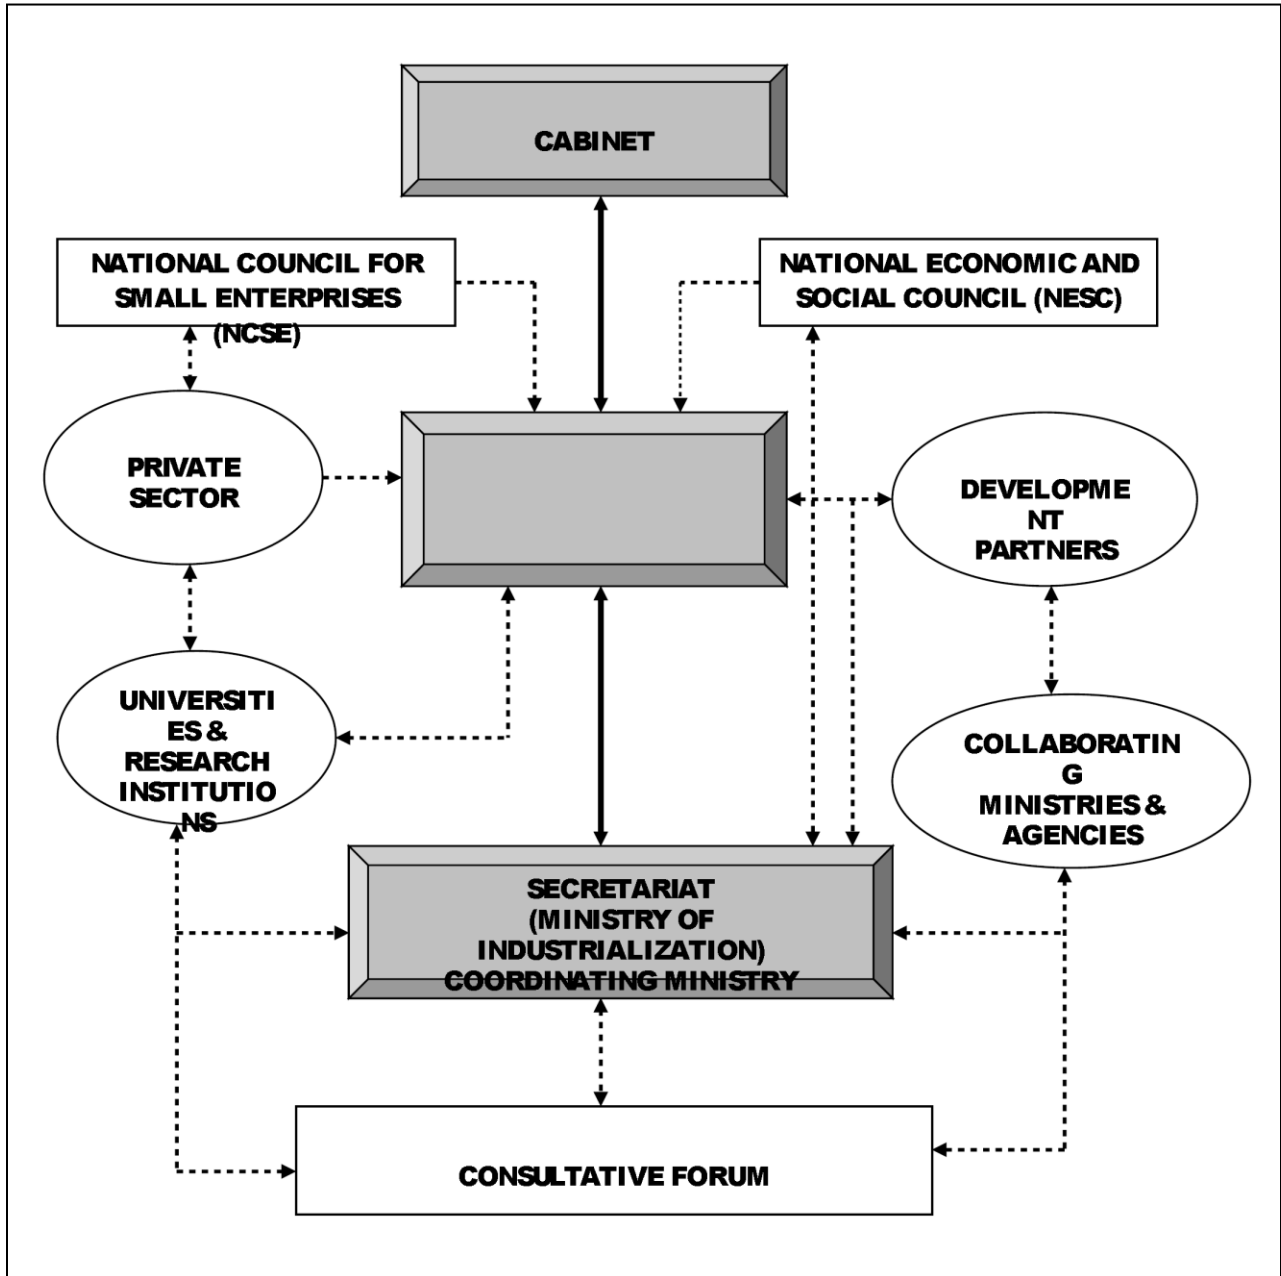 CABINET
NATIONAL COUNCIL FOR
SMALL ENTERPRISES
(NCSE)
NATIONAL ECONOMIC AND
SOCIAL COUNCIL (NESC)
PRIVATE
SECTOR
DEVELOPME
NT
PARTNERS
UNIVERSITI
ES &
RESEARCH
INSTITUTIO
NS
COLLABORATIN
G
MINISTRIES &
AGENCIES
SECRETARIAT
(MINISTRY OF
INDUSTRIALIZATION)
COORDINATING MINISTRY
CONSULTATIVE FORUM